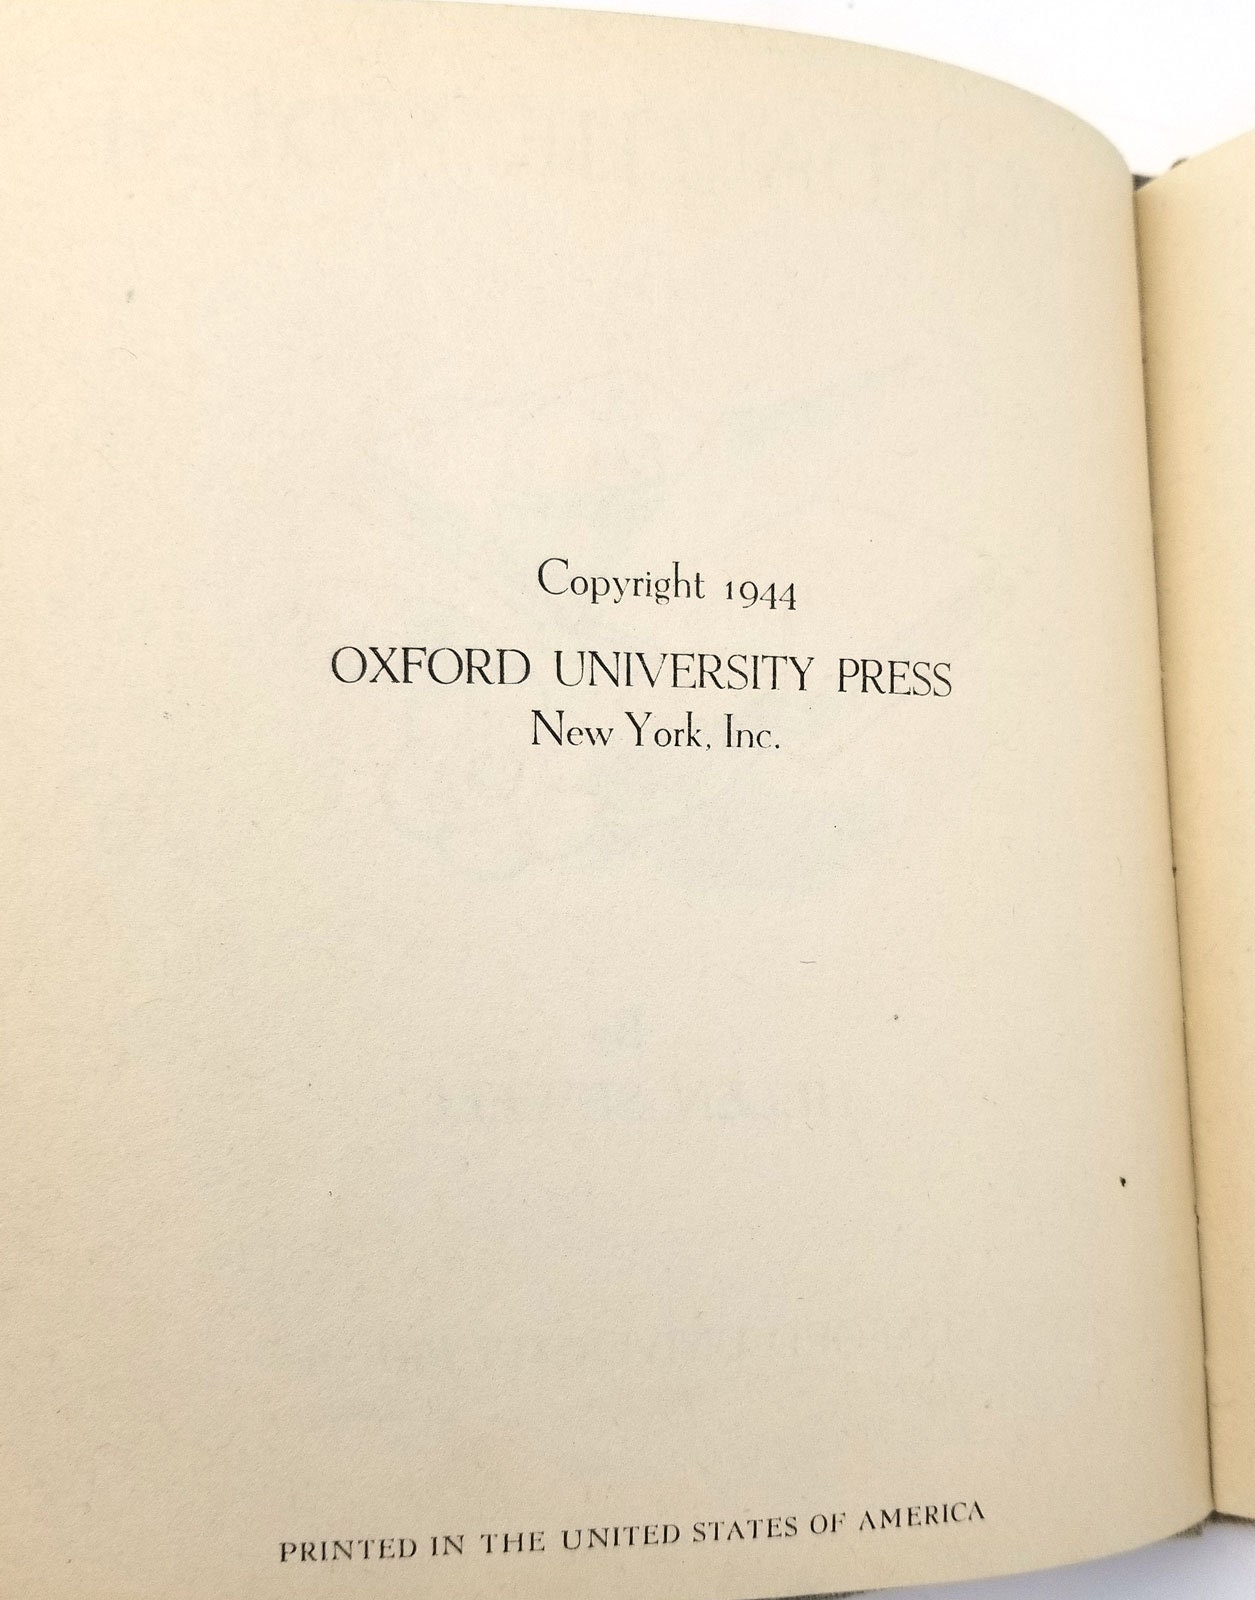 Copyright 1944
OXFORD UNIVERSITY PRESS
New York, Inc.
PRINTED IN THE UNITED STATES OF AMERICA